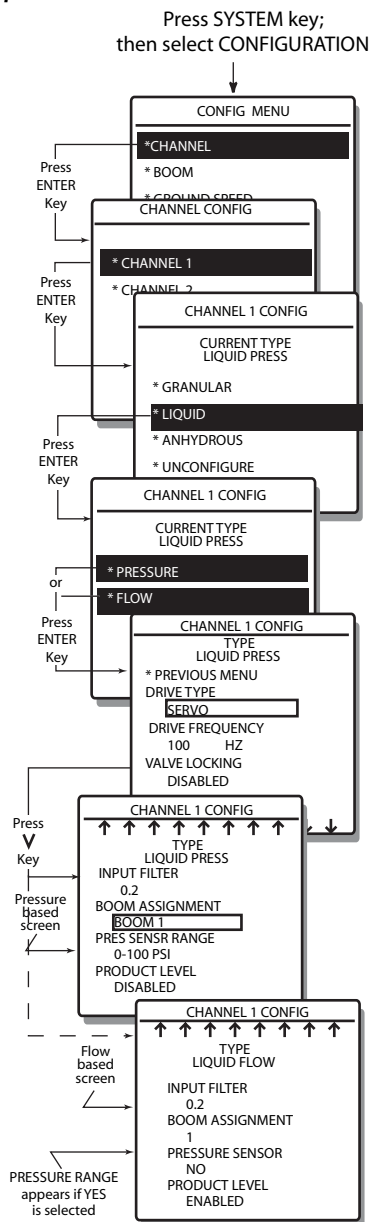 Press SYSTEM key;
then select CONFIGURATION
CONFIG MENU
*CHANNEL
* BOOM
* GROUND SPEED
Press
ENTER
Key
CHANNEL CONFIG
* CHANNEL 1
* CHANNEL 2
Press
ENTER
Key
CHANNEL 1 CONFIG
CURRENT TYPE
LIQUID PRESS
* GRANULAR
* LIQUID
* ANHYDROUS
* UNCONFIGURE
Press
ENTER
Key
CHANNEL 1 CONFIG
CURRENT TYPE
LIQUID PRESS
* PRESSURE
* FLOW
or
Press
ENTER
Key
CHANNEL 1 CONFIG
TYPE
LIQUID PRESS
* PREVIOUS MENU
DRIVE TYPE
SERVO
DRIVE FREQUENCY
100 HZ
VALVE LOCKING
DISABLED
Press
V
Key
CHANNEL 1 CONFIG
TYPE
LIQUID PRESS
INPUT FILTER
0.2
BOOM ASSIGNMENT
BOOM 1
PRES SENSR RANGE
0-100 PSI
PRODUCT LEVEL
DISABLED
Pressure
based
screen
CHANNEL 1 CONFIG
TYPE
LIQUID FLOW
INPUT FILTER
0.2
BOOM ASSIGNMENT
1
PRESSURE SENSOR
NO
PRODUCT LEVEL
ENABLED
Flow
based
screen
PRESSURE RANGE
appears if YES
is selected